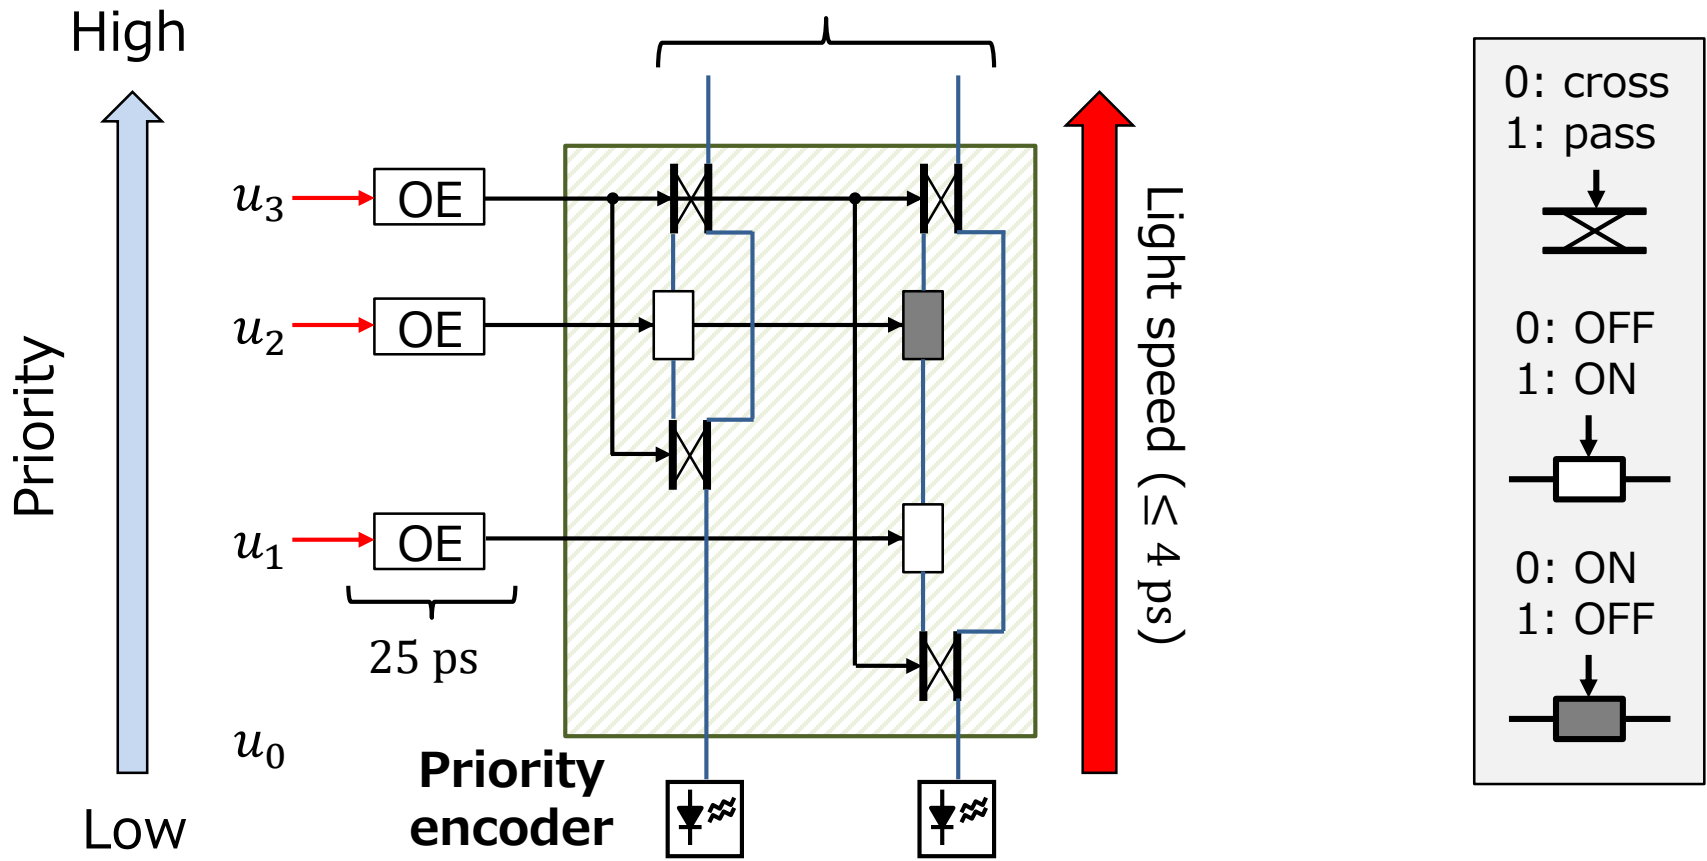 High
Priority
Low
u₃
OE
u₂
OE
u₁
OE
25 ps
u₀
Priority
encoder
Light speed (≤ 4 ps)
0: cross
1: pass
0: OFF
1: ON
0: ON
1: OFF